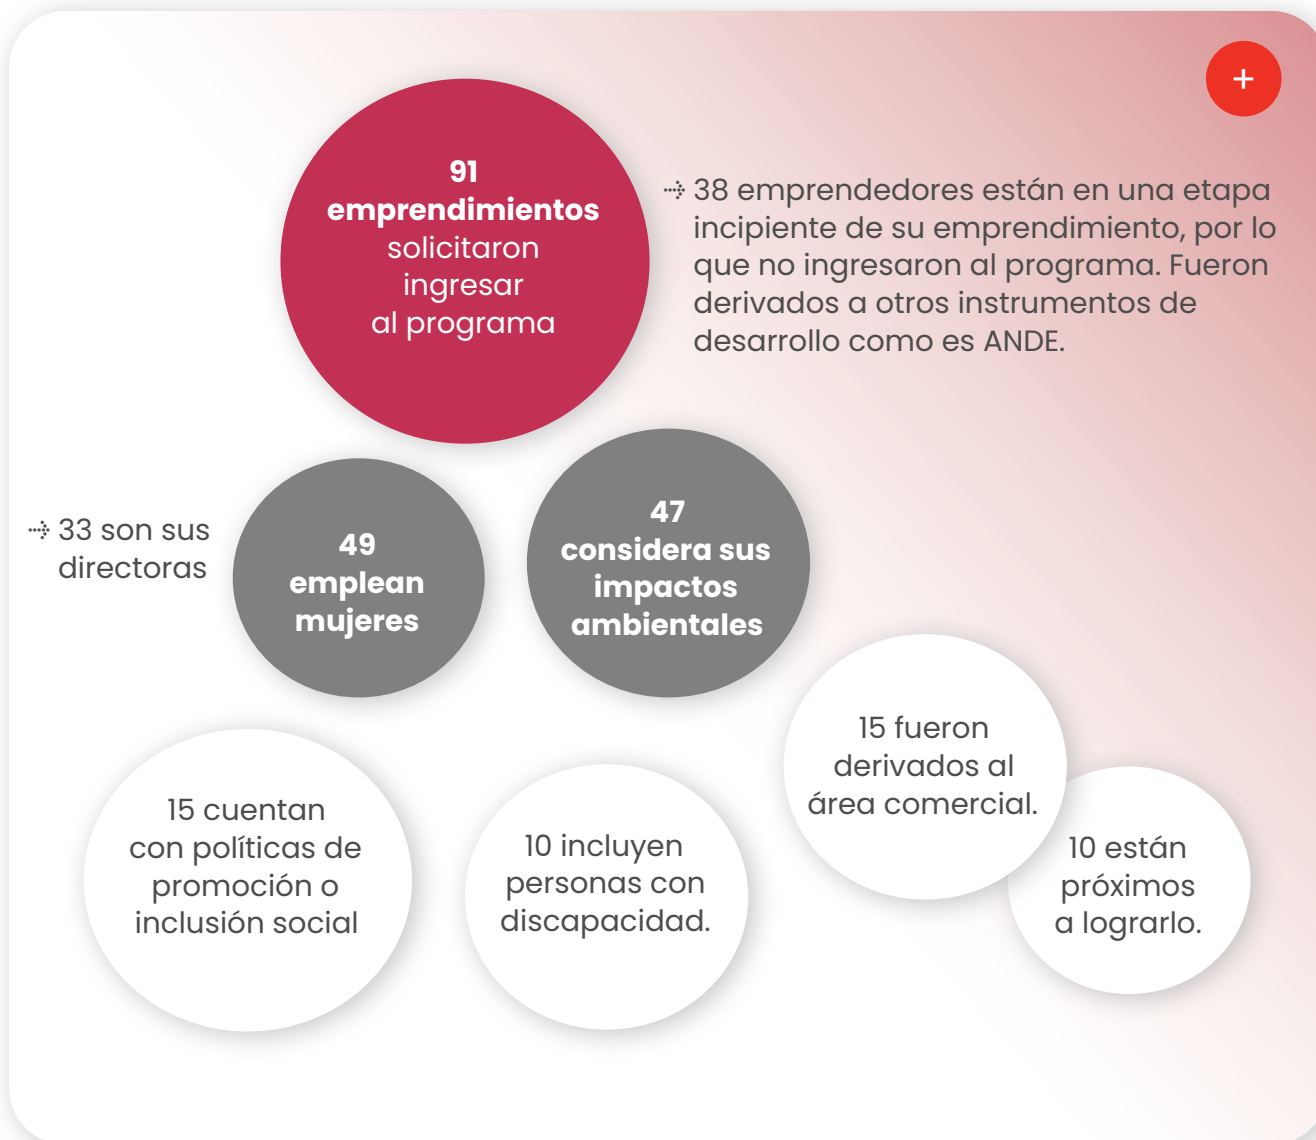 +
91
emprendimientos
solicitaron
ingresar
al programa
38 emprendedores están en una etapa
incipiente de su emprendimiento, por lo
que no ingresaron al programa. Fueron
derivados a otros instrumentos de
desarrollo como es ANDE.
33 son sus
directoras
49
emplean
mujeres
47
considera sus
impactos
ambientales
15 cuentan
con políticas de
promoción o
inclusión social
10 incluyen
personas con
discapacidad.
15 fueron
derivados al
área comercial.
10 están
próximos
a lograrlo.